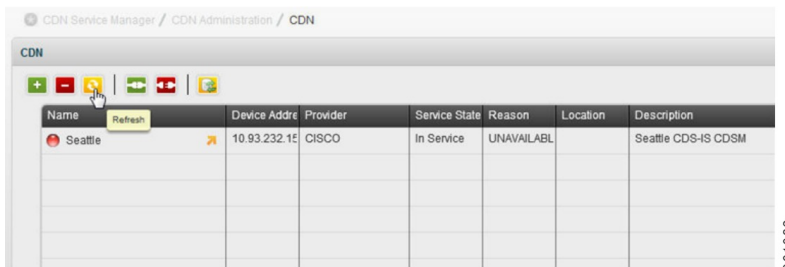 CDN Service Manager / CDN Administration / CDN
CDN
Name Device Addre Provider Service State Reason Location Description
Refresh
Seattle 10.93.232.15 CISCO In Service UNAVAILABL Seattle CDS-IS CDSM